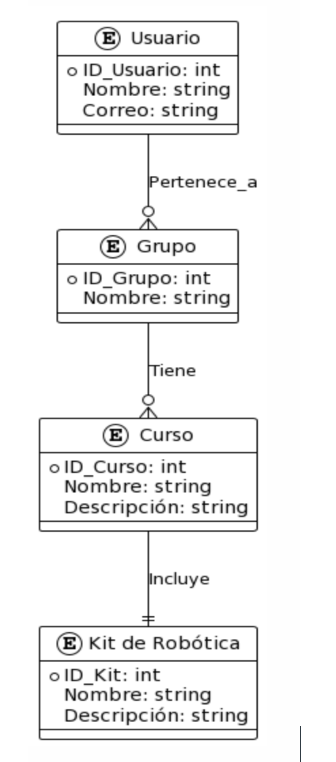 E Usuario
ID_Usuario: int
Nombre: string
Correo: string
Pertenece_a
E Grupo
ID_Grupo: int
Nombre: string
Tiene
E Curso
ID_Curso: int
Nombre: string
Descripción: string
Incluye
E Kit de Robótica
ID_Kit: int
Nombre: string
Descripción: string